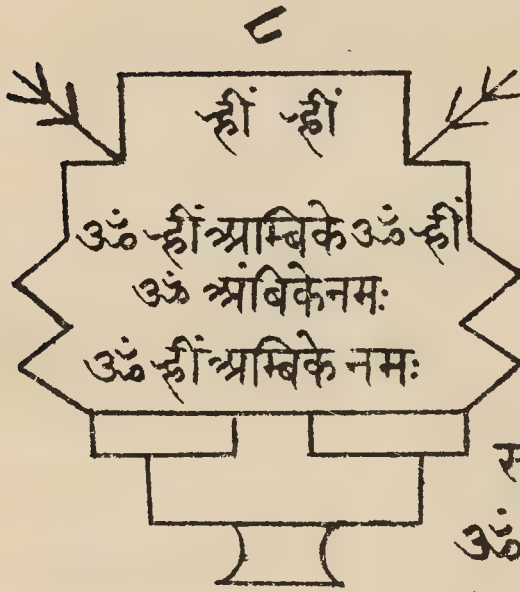 ८
ह्रीं ह्रीं
ॐ ह्रीं आम्बिके ॐ ह्रीं
ॐ आंबिकेनमः
ॐ ह्रीं आम्बिके नमः
ॐ